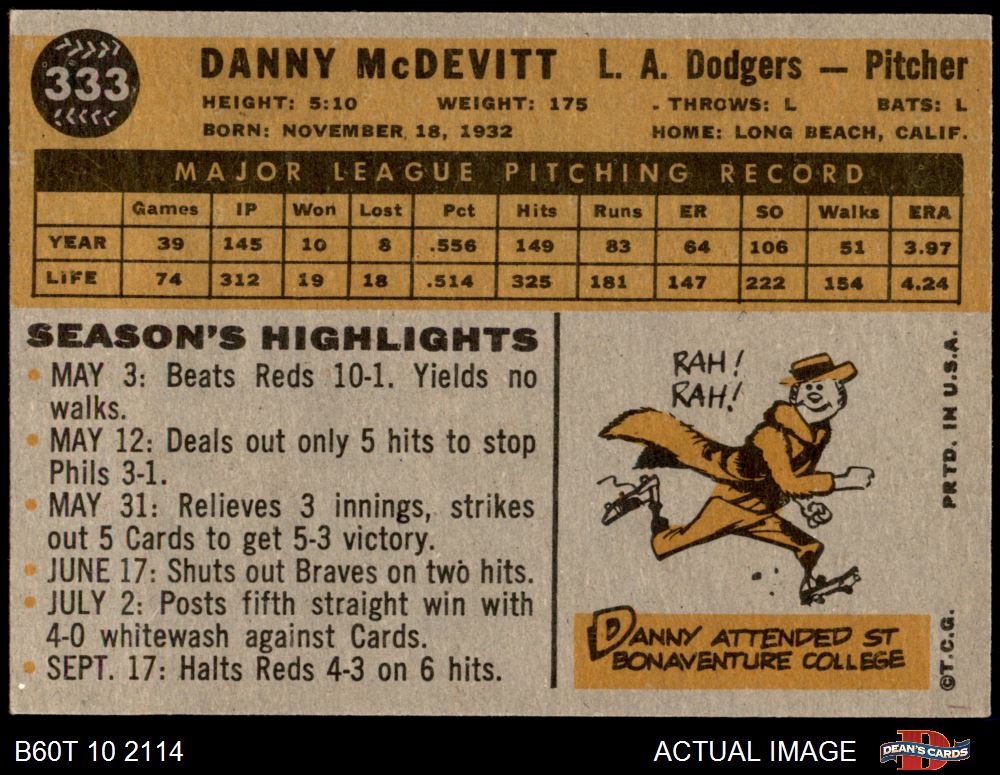 333
DANNY McDEVITT L. A. Dodgers — Pitcher
HEIGHT: 5:10 WEIGHT: 175 THROWS: L BATS: L
BORN: NOVEMBER 18, 1932 HOME: LONG BEACH, CALIF.
MAJOR LEAGUE PITCHING RECORD
Games IP Won Lost Pct Hits Runs ER SO Walks ERA
YEAR 39 145 10 8 .556 149 83 64 106 51 3.97
LIFE 74 312 19 18 .514 325 181 147 222 154 4.24
SEASON'S HIGHLIGHTS
• MAY 3: Beats Reds 10-1. Yields no
walks.
• MAY 12: Deals out only 5 hits to stop
Phils 3-1.
• MAY 31: Relieves 3 innings, strikes
out 5 Cards to get 5-3 victory.
• JUNE 17: Shuts out Braves on two hits.
• JULY 2: Posts fifth straight win with
4-0 whitewash against Cards.
• SEPT. 17: Halts Reds 4-3 on 6 hits.
RAH!
RAH!
DANNY ATTENDED ST
BONAVENTURE COLLEGE
©T.C.G. PRTD. IN U.S.A.
B60T 10 2114 ACTUAL IMAGE DEAN'S CARDS